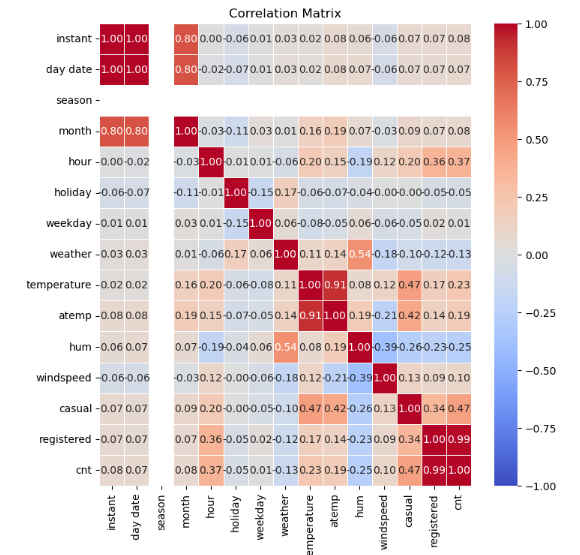 Correlation Matrix
instant 1.00 1.00 0.80 0.00 -0.06 0.01 0.03 0.02 0.08 0.06 -0.06 0.07 0.07 0.08
day date 1.00 1.00 0.80 -0.02 -0.07 0.01 0.03 0.02 0.08 0.07 -0.06 0.07 0.07 0.07
season
month 0.80 0.80 1.00 -0.03 -0.11 0.03 0.01 0.16 0.19 0.07 -0.03 0.09 0.07 0.08
hour -0.00 -0.02 -0.03 1.00 -0.01 0.01 -0.06 0.20 0.15 -0.19 0.12 0.20 0.36 0.37
holiday -0.06 -0.07 -0.11 -0.01 1.00 -0.15 0.17 -0.06 -0.07 -0.04 -0.00 -0.00 -0.05 -0.05
weekday 0.01 0.01 0.03 0.01 -0.15 1.00 0.06 -0.08 -0.05 0.06 -0.06 -0.05 0.02 0.01
weather 0.03 0.03 0.01 -0.06 0.17 0.06 1.00 0.11 0.14 0.54 -0.18 -0.10 -0.12 -0.13
temperature 0.02 0.02 0.16 0.20 -0.06 -0.08 0.11 1.00 0.91 0.08 0.12 0.47 0.17 0.23
atemp 0.08 0.08 0.19 0.15 -0.07 -0.05 0.14 0.91 1.00 0.19 -0.21 0.42 0.14 0.19
hum 0.06 0.07 0.07 -0.19 -0.04 0.06 0.54 0.08 0.19 1.00 -0.39 -0.26 -0.23 -0.25
windspeed -0.06 -0.06 -0.03 0.12 -0.00 -0.06 -0.18 0.12 -0.21 -0.39 1.00 0.13 0.09 0.10
casual 0.07 0.07 0.09 0.20 -0.00 -0.05 -0.10 0.47 0.42 -0.26 0.13 1.00 0.34 0.47
registered 0.07 0.07 0.07 0.36 -0.05 0.02 -0.12 0.17 0.14 -0.23 0.09 0.34 1.00 0.99
cnt -0.08 0.07 0.08 0.37 -0.05 0.01 -0.13 0.23 0.19 -0.25 0.10 0.47 0.99 1.00
instant
day date
season
month
hour
holiday
weekday
weather
temperature
atemp
hum
windspeed
casual
registered
cnt
1.00
0.75
0.50
0.25
0.00
−0.25
−0.50
−0.75
−1.00